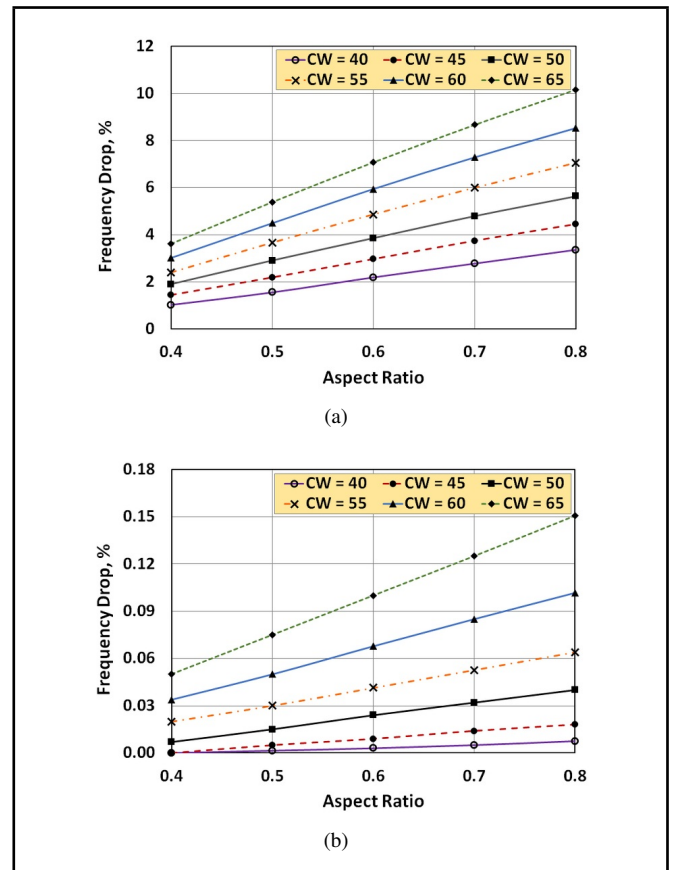 12
10
8
6
4
2
0
Frequency Drop, %
CW = 40 CW = 45 CW = 50
CW = 55 CW = 60 CW = 65
0.4 0.5 0.6 0.7 0.8
Aspect Ratio
(a)
0.18
0.15
0.12
0.09
0.06
0.03
0.00
Frequency Drop, %
CW = 40 CW = 45 CW = 50
CW = 55 CW = 60 CW = 65
0.4 0.5 0.6 0.7 0.8
Aspect Ratio
(b)